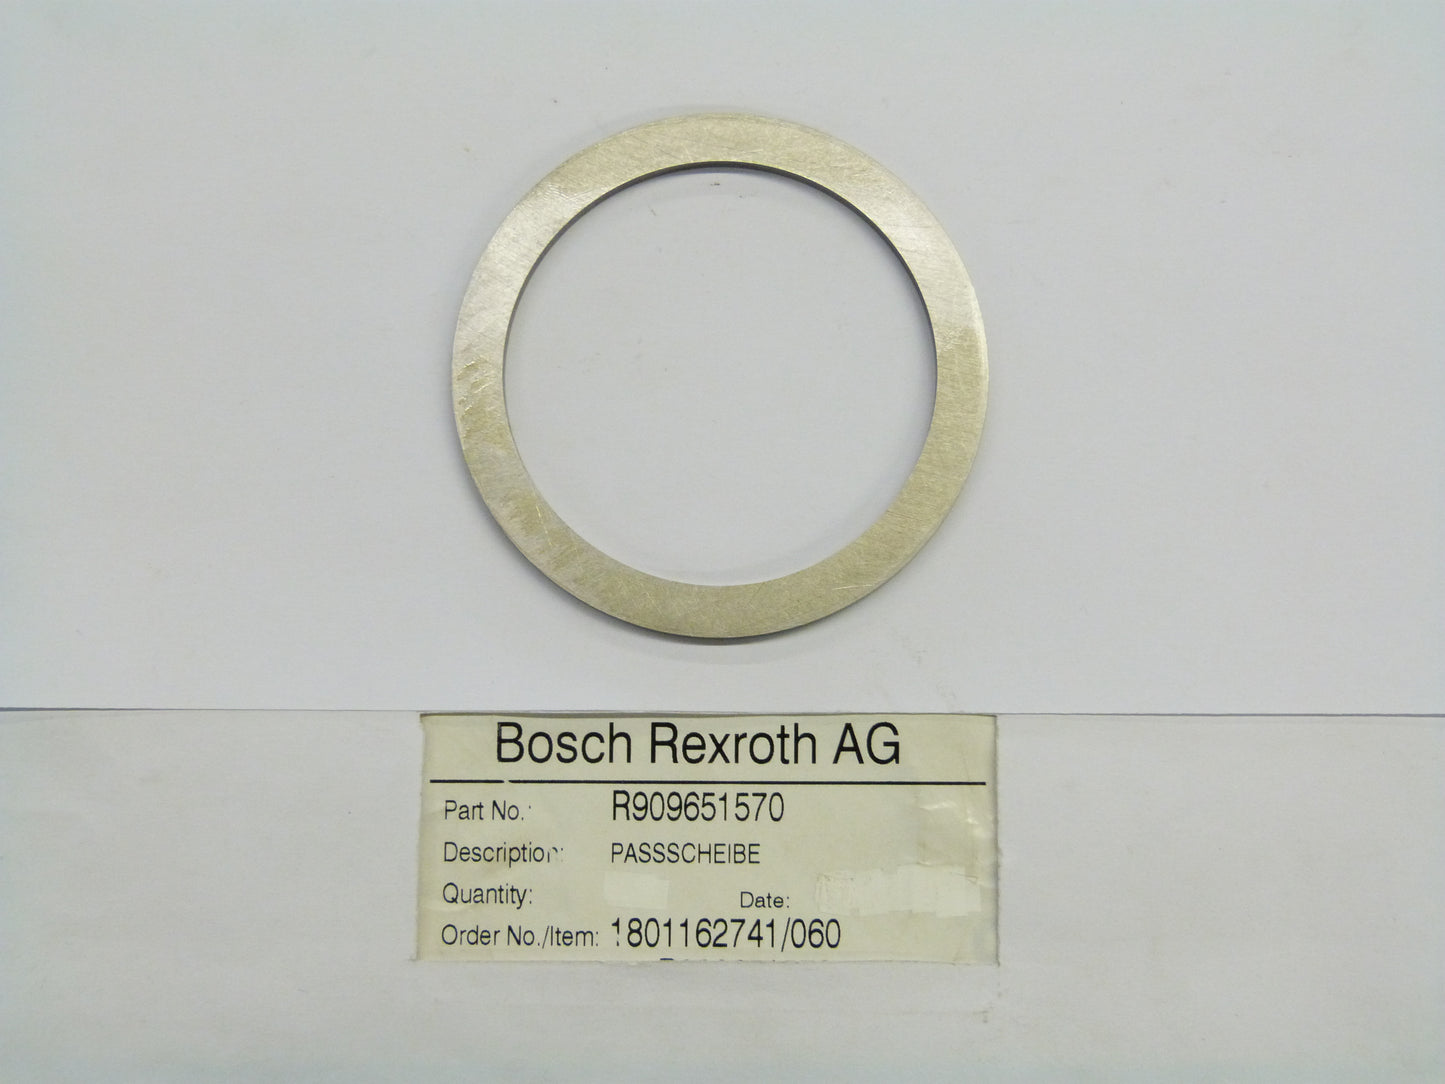 Bosch Rexroth AG
Part No.: R909651570
Description: PASSSCHEIBE
Quantity: Date:
Order No./Item: 1801162741/060